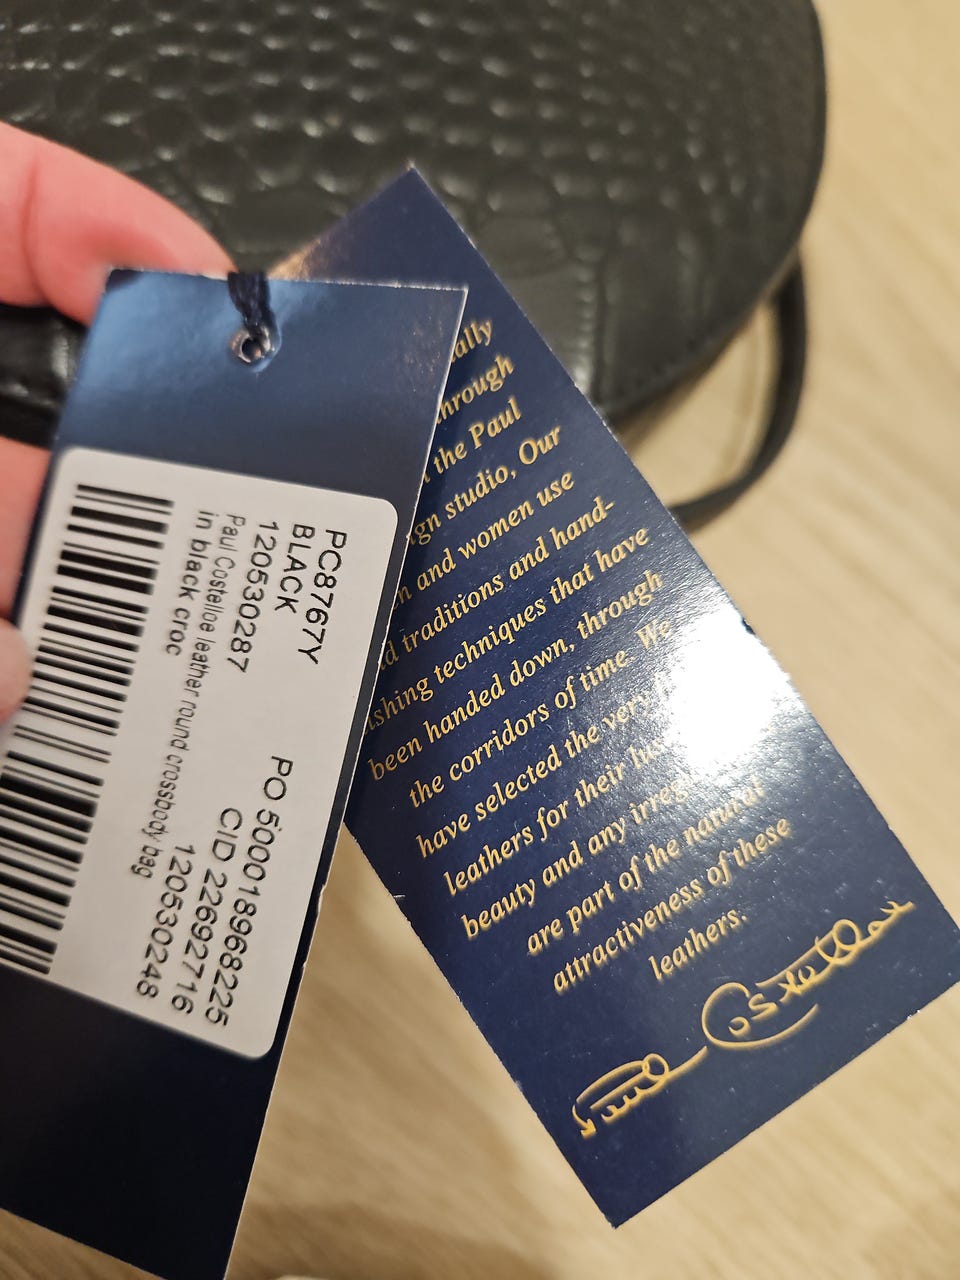 PC8767Y
BLACK
120530287
Paul Costelloe leather round crossbody bag
in black croc
PO 5000189968225
CID 22692716
120530248
through
the Paul
studio, Our
and women use
traditions and hand-
techniques that have
been handed down, through
the corridors of time. We
have selected the very
leathers for their
beauty and any
are part of the natural
attractiveness of these
leathers.
Paul Costelloe